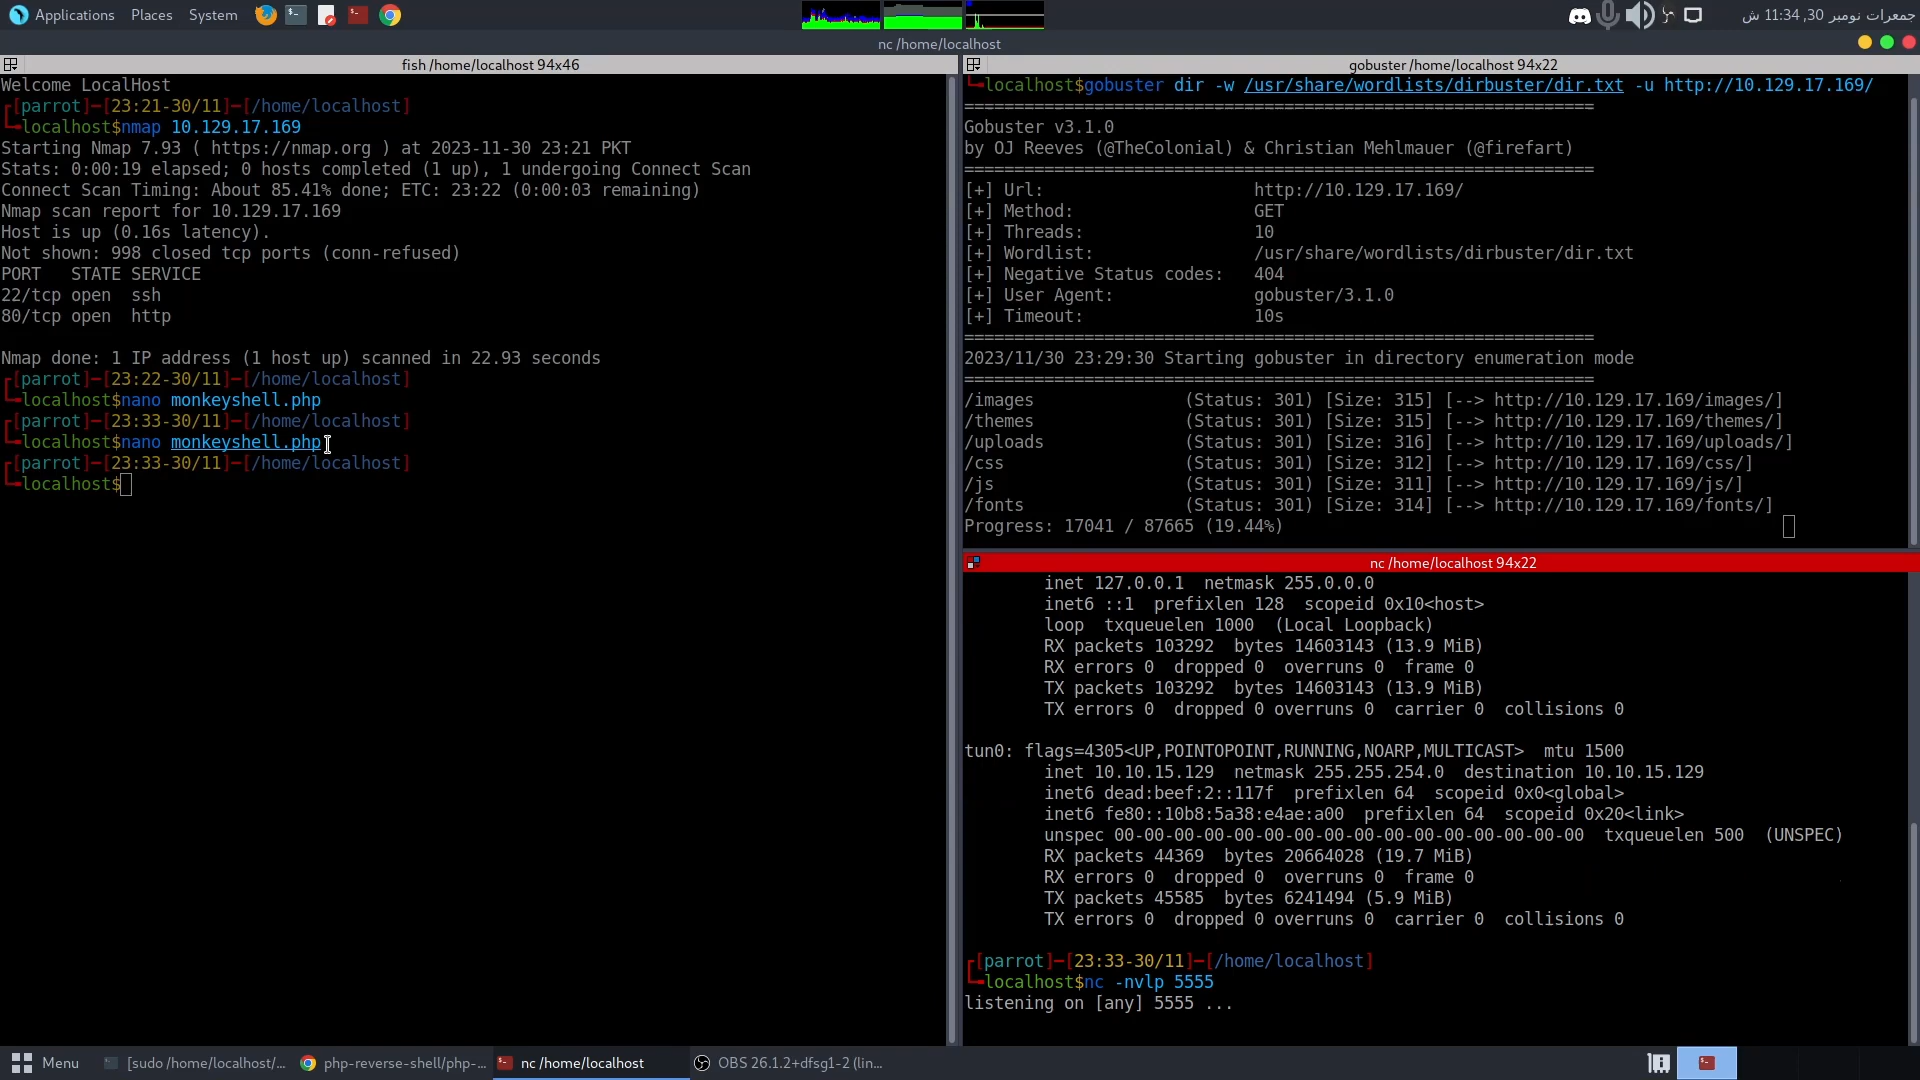 Applications Places System
جمعرات نومبر 30, 11:34 ش
nc /home/localhost
fish /home/localhost 94x46
Welcome LocalHost
[parrot]─[23:21-30/11]─[/home/localhost]
localhost$nmap 10.129.17.169
Starting Nmap 7.93 ( https://nmap.org ) at 2023-11-30 23:21 PKT
Stats: 0:00:19 elapsed; 0 hosts completed (1 up), 1 undergoing Connect Scan
Connect Scan Timing: About 85.41% done; ETC: 23:22 (0:00:03 remaining)
Nmap scan report for 10.129.17.169
Host is up (0.16s latency).
Not shown: 998 closed tcp ports (conn-refused)
PORT   STATE SERVICE
22/tcp open  ssh
80/tcp open  http
Nmap done: 1 IP address (1 host up) scanned in 22.93 seconds
[parrot]─[23:22-30/11]─[/home/localhost]
localhost$nano monkeyshell.php
[parrot]─[23:33-30/11]─[/home/localhost]
localhost$nano monkeyshell.php
[parrot]─[23:33-30/11]─[/home/localhost]
localhost$
gobuster /home/localhost 94x22
localhost$gobuster dir -w /usr/share/wordlists/dirbuster/dir.txt -u http://10.129.17.169/
===============================================================
Gobuster v3.1.0
by OJ Reeves (@TheColonial) & Christian Mehlmauer (@firefart)
===============================================================
[+] Url:                     http://10.129.17.169/
[+] Method:                  GET
[+] Threads:                 10
[+] Wordlist:                /usr/share/wordlists/dirbuster/dir.txt
[+] Negative Status codes:   404
[+] User Agent:              gobuster/3.1.0
[+] Timeout:                 10s
===============================================================
2023/11/30 23:29:30 Starting gobuster in directory enumeration mode
===============================================================
/images               (Status: 301) [Size: 315] [--> http://10.129.17.169/images/]
/themes               (Status: 301) [Size: 315] [--> http://10.129.17.169/themes/]
/uploads              (Status: 301) [Size: 316] [--> http://10.129.17.169/uploads/]
/css                  (Status: 301) [Size: 312] [--> http://10.129.17.169/css/]
/js                   (Status: 301) [Size: 311] [--> http://10.129.17.169/js/]
/fonts                (Status: 301) [Size: 314] [--> http://10.129.17.169/fonts/]
Progress: 17041 / 87665 (19.44%)
nc /home/localhost 94x22
inet 127.0.0.1  netmask 255.0.0.0
inet6 ::1  prefixlen 128  scopeid 0x10<host>
loop  txqueuelen 1000  (Local Loopback)
RX packets 103292  bytes 14603143 (13.9 MiB)
RX errors 0  dropped 0  overruns 0  frame 0
TX packets 103292  bytes 14603143 (13.9 MiB)
TX errors 0  dropped 0 overruns 0  carrier 0  collisions 0
tun0: flags=4305<UP,POINTOPOINT,RUNNING,NOARP,MULTICAST>  mtu 1500
inet 10.10.15.129  netmask 255.255.254.0  destination 10.10.15.129
inet6 dead:beef:2::117f  prefixlen 64  scopeid 0x0<global>
inet6 fe80::10b8:5a38:e4ae:a00  prefixlen 64  scopeid 0x20<link>
unspec 00-00-00-00-00-00-00-00-00-00-00-00-00-00-00-00  txqueuelen 500  (UNSPEC)
RX packets 44369  bytes 20664028 (19.7 MiB)
RX errors 0  dropped 0  overruns 0  frame 0
TX packets 45585  bytes 6241494 (5.9 MiB)
TX errors 0  dropped 0 overruns 0  carrier 0  collisions 0
[parrot]─[23:33-30/11]─[/home/localhost]
localhost$nc -nvlp 5555
listening on [any] 5555 ...
Menu
[sudo /home/localhost/...
php-reverse-shell/php-...
nc /home/localhost
OBS 26.1.2+dfsg1-2 (lin...